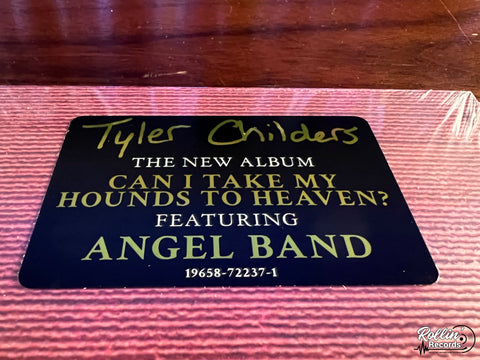 Tyler Childers
THE NEW ALBUM
CAN I TAKE MY
HOUNDS TO HEAVEN?
FEATURING
ANGEL BAND
19658-72237-1
Rollin'
Records